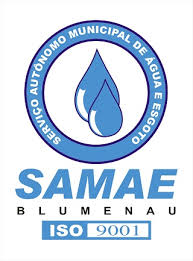 SERVIÇO AUTÔNOMO MUNICIPAL DE ÁGUA E ESGOTO
SAMAE
BLUMENAU
ISO 9001